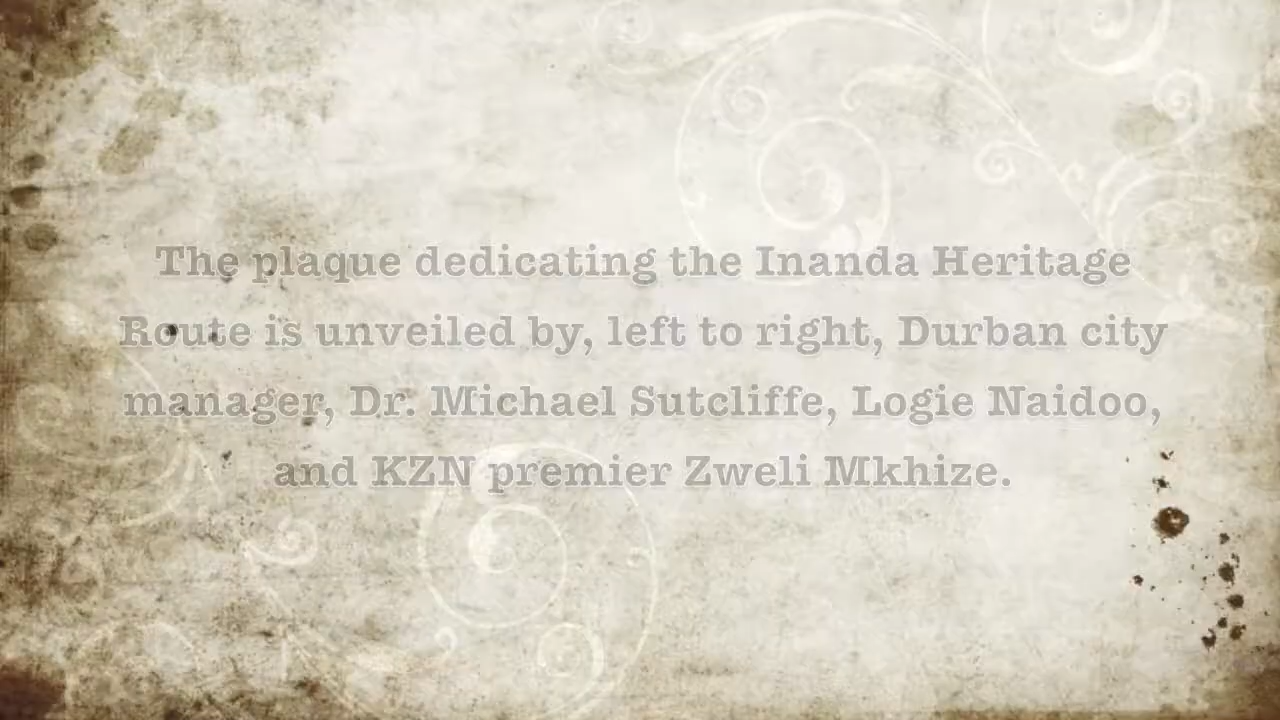 The plaque dedicating the Inanda Heritage
Route is unveiled by, left to right, Durban city
manager, Dr. Michael Sutcliffe, Logie Naidoo,
and KZN premier Zweli Mkhize.